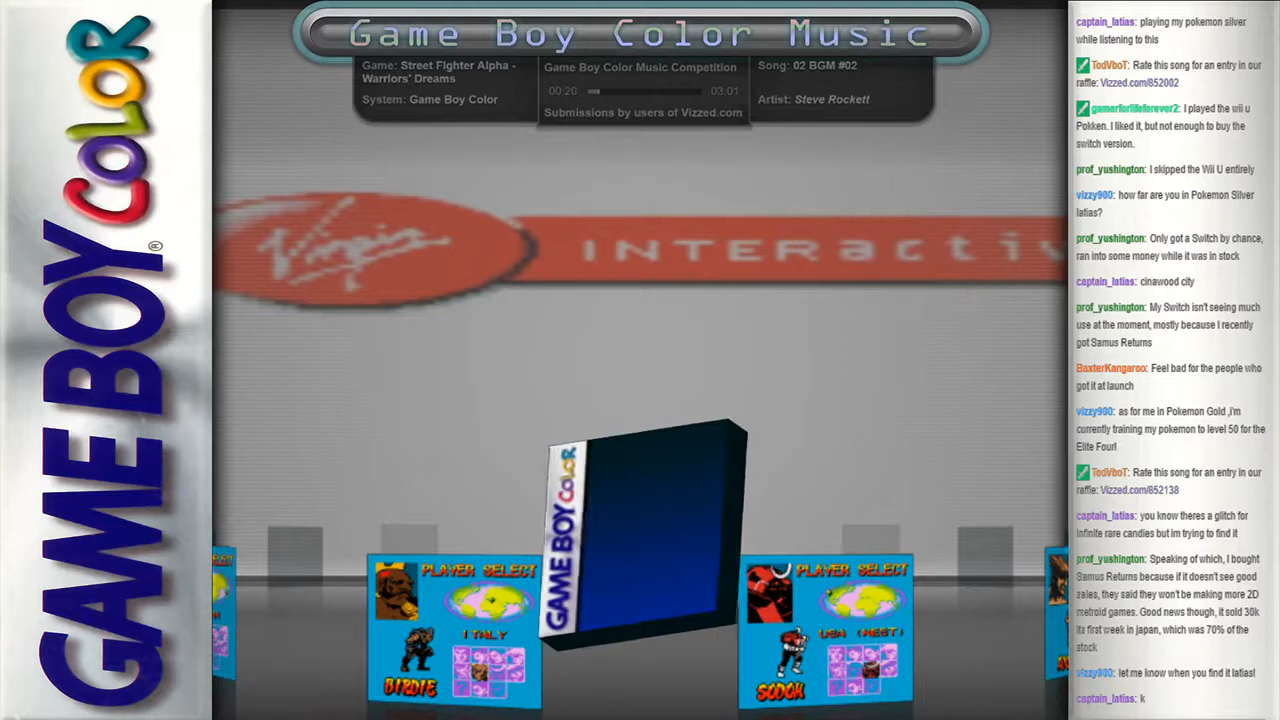 Game Boy Color Music
Game: Street Fighter Alpha -
Warriors' Dreams
System: Game Boy Color
Game Boy Color Music Competition
00:20
03:01
Submissions by users of Vizzed.com
Song: 02 BGM #02
Artist: Steve Rockett
GAME BOY COLOR
®
Virgin
INTERactiv
GAME BOY COLOR
PLAYER SELECT
ITALY
BIRDIE
PLAYER SELECT
USA (WEST)
SODOM
captain_latias: playing my pokemon silver
while listening to this
TodVboT: Rate this song for an entry in our
raffle: Vizzed.com/852002
gamerforlifeforever2: I played the wii u
Pokken. I liked it, but not enough to buy the
switch version.
prof_yushington: I skipped the Wii U entirely
vizzy900: how far are you in Pokemon Silver
latias?
prof_yushington: Only got a Switch by chance,
ran into some money while it was in stock
captain_latias: cinawood city
prof_yushington: My Switch isn't seeing much
use at the moment, mostly because I recently
got Samus Returns
BaxterKangaroo: Feel bad for the people who
got it at launch
vizzy900: as for me in Pokemon Gold ,i'm
currently training my pokemon to level 50 for the
Elite Four!
TodVboT: Rate this song for an entry in our
raffle: Vizzed.com/852138
captain_latias: you know theres a glitch for
infinite rare candies but im trying to find it
prof_yushington: Speaking of which, I bought
Samus Returns because if it doesn't see good
sales, they said they won't be making more 2D
metroid games. Good news though, it sold 30k
its first week in japan, which was 70% of the
stock
vizzy900: let me know when you find it latias!
captain_latias: k